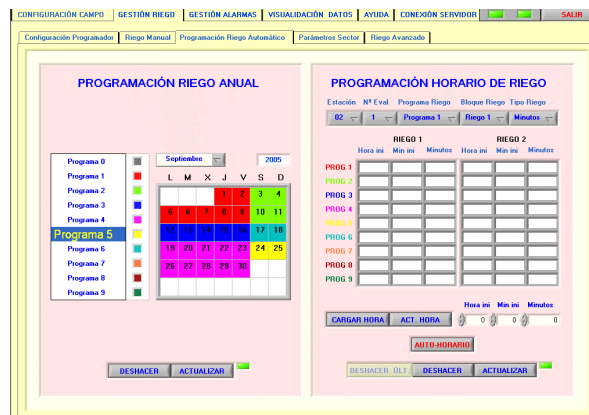 CONFIGURACIÓN CAMPO GESTIÓN RIEGO GESTIÓN ALARMAS VISUALIDACIÓN DATOS AYUDA CONEXIÓN SERVIDOR SALIR
Configuración Programador Riego Manual Programación Riego Automático Parámetros Sector Riego Avanzado
PROGRAMACIÓN RIEGO ANUAL
Programa 0
Programa 1
Programa 2
Programa 3
Programa 4
Programa 5
Programa 6
Programa 7
Programa 8
Programa 9
Septiembre 2005
L M X J V S D
1 2 3 4
5 6 7 8 9 10 11
12 13 14 15 16 17 18
19 20 21 22 23 24 25
26 27 28 29 30
DESHACER ACTUALIZAR
PROGRAMACIÓN HORARIO DE RIEGO
Estación Nº Eval Programa Riego Bloque Riego Tipo Riego
02 1 Programa 1 Riego 1 Minutos
RIEGO 1 RIEGO 2
Hora ini Min ini Minutos Hora ini Min ini Minutos
PROG 1
PROG 2
PROG 3
PROG 4
PROG 5
PROG 6
PROG 7
PROG 8
PROG 9
Hora ini Min ini Minutos
CARGAR HORA ACT. HORA 0 0 0
AUTO-HORARIO
DESHACER ÚLT. DESHACER ACTUALIZAR